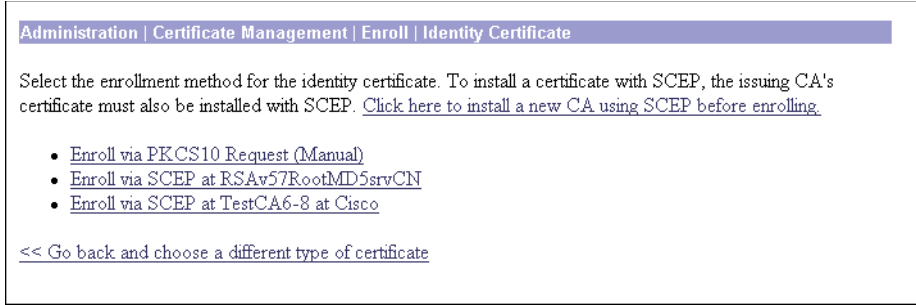 Administration | Certificate Management | Enroll | Identity Certificate
Select the enrollment method for the identity certificate. To install a certificate with SCEP, the issuing CA's
certificate must also be installed with SCEP. Click here to install a new CA using SCEP before enrolling.
• Enroll via PKCS10 Request (Manual)
• Enroll via SCEP at RSAv57RootMD5srvCN
• Enroll via SCEP at TestCA6-8 at Cisco
<< Go back and choose a different type of certificate